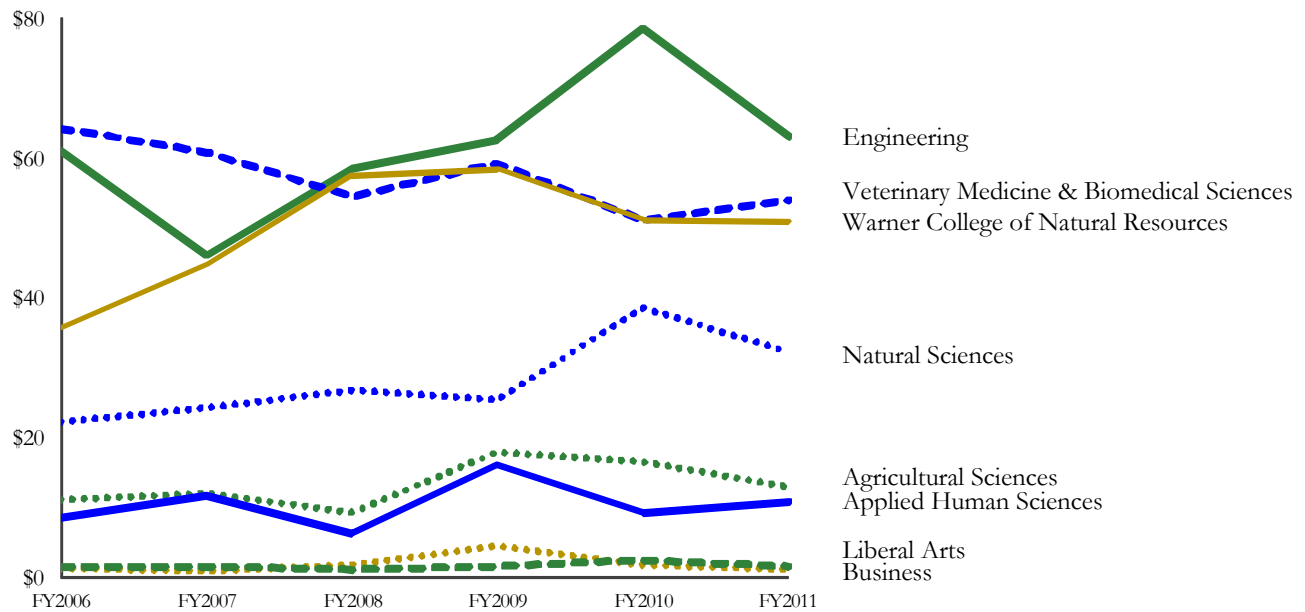 $80
$60
$40
$20
$0
Engineering
Veterinary Medicine & Biomedical Sciences
Warner College of Natural Resources
Natural Sciences
Agricultural Sciences
Applied Human Sciences
Liberal Arts
Business
FY2006 FY2007 FY2008 FY2009 FY2010 FY2011